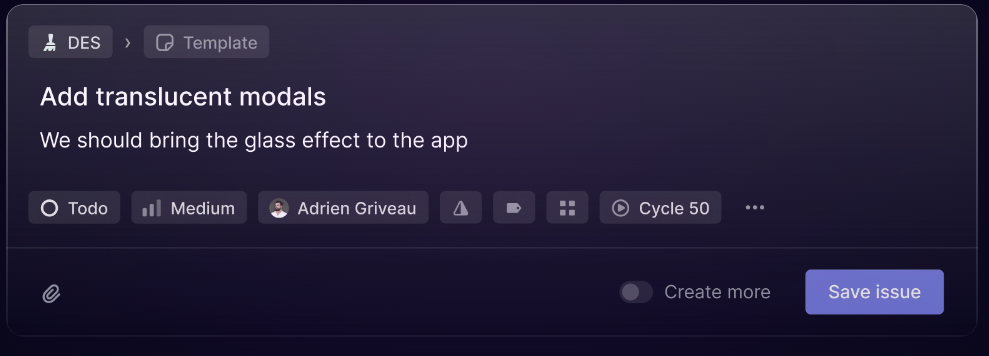 DES › Template
Add translucent modals
We should bring the glass effect to the app
Todo Medium Adrien Griveau Cycle 50 •••
Create more Save issue